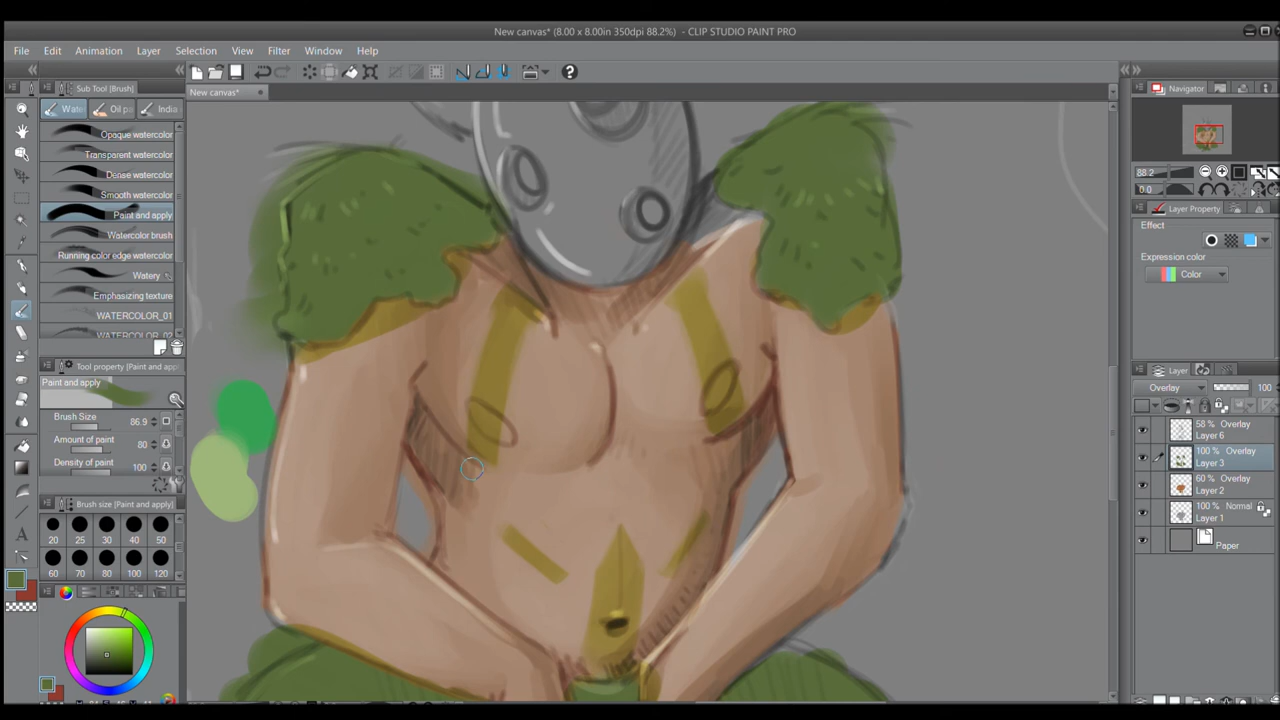 New canvas* (8.00 x 8.00in 350dpi 88.2%) - CLIP STUDIO PAINT PRO
File Edit Animation Layer Selection View Filter Window Help
Sub Tool [Brush]
New canvas*
Navigator
Wate Oil p India
Opaque watercolor
Transparent watercolor
Dense watercolor
Smooth watercolor
Paint and apply
Watercolor brush
Running color edge watercolor
Watery
Emphasizing texture
WATERCOLOR_01
WATERCOLOR_02
Tool property [Paint and appl
Paint and apply
Brush Size 86.9
Amount of paint 80
Density of paint 100
Brush size [Paint and apply]
20 25 30 40 50
60 70 80 100 120
88.2
0.0
Layer Property
Effect
Expression color
Color
Layer
Overlay 100
58 % Overlay
Layer 6
100 % Overlay
Layer 3
60 % Overlay
Layer 2
100 % Normal
Layer 1
Paper